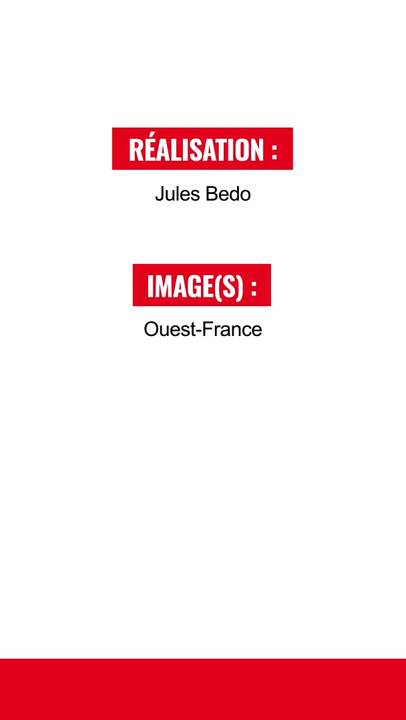 RÉALISATION :
Jules Bedo
IMAGE(S) :
Ouest-France